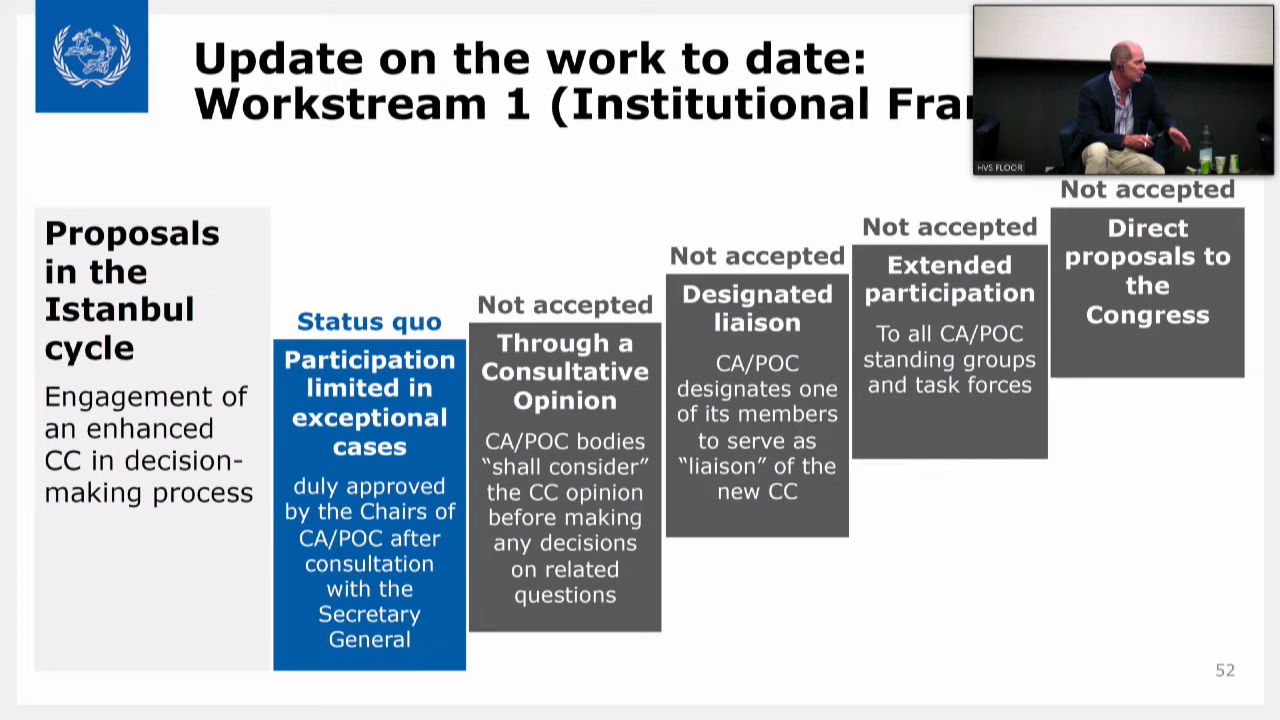 Update on the work to date:
Workstream 1 (Institutional
HVS FLOOR
Proposals
in the
Istanbul
cycle
Engagement of
an enhanced
CC in decision-
making process
Status quo
Participation
limited in
exceptional
cases
duly approved
by the Chairs of
CA/POC after
consultation
with the
Secretary
General
Not accepted
Through a
Consultative
Opinion
CA/POC bodies
“shall consider”
the CC opinion
before making
any decisions
on related
questions
Not accepted
Designated
liaison
CA/POC
designates one
of its members
to serve as
“liaison” of the
new CC
Not accepted
Extended
participation
To all CA/POC
standing groups
and task forces
Not accepted
Direct
proposals to
the
Congress
52